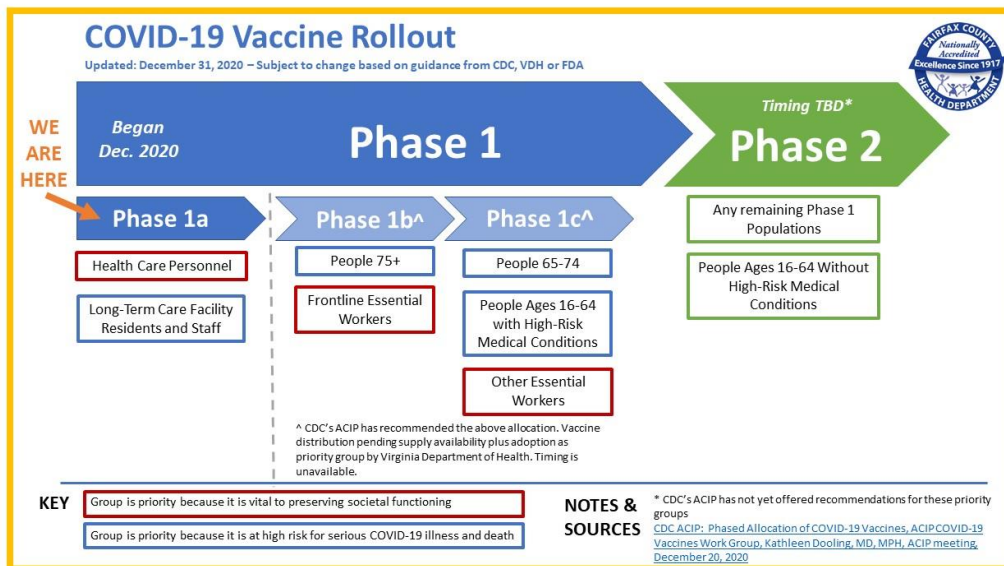 COVID-19 Vaccine Rollout
Updated: December 31, 2020 – Subject to change based on guidance from CDC, VDH or FDA
FAIRFAX COUNTY
Nationally
Accredited
Excellence Since 1917
HEALTH DEPARTMENT
WE
ARE
HERE
Began
Dec. 2020
Phase 1
Timing TBD*
Phase 2
Phase 1a
Health Care Personnel
Long-Term Care Facility
Residents and Staff
Phase 1b^
People 75+
Frontline Essential
Workers
Phase 1c^
People 65-74
People Ages 16-64
with High-Risk
Medical Conditions
Other Essential
Workers
Any remaining Phase 1
Populations
People Ages 16-64 Without
High-Risk Medical
Conditions
^ CDC's ACIP has recommended the above allocation. Vaccine
distribution pending supply availability plus adoption as
priority group by Virginia Department of Health. Timing is
unavailable.
KEY
Group is priority because it is vital to preserving societal functioning
Group is priority because it is at high risk for serious COVID-19 illness and death
NOTES &
SOURCES
* CDC's ACIP has not yet offered recommendations for these priority
groups
CDC ACIP: Phased Allocation of COVID-19 Vaccines, ACIP COVID-19
Vaccines Work Group, Kathleen Dooling, MD, MPH, ACIP meeting,
December 20, 2020